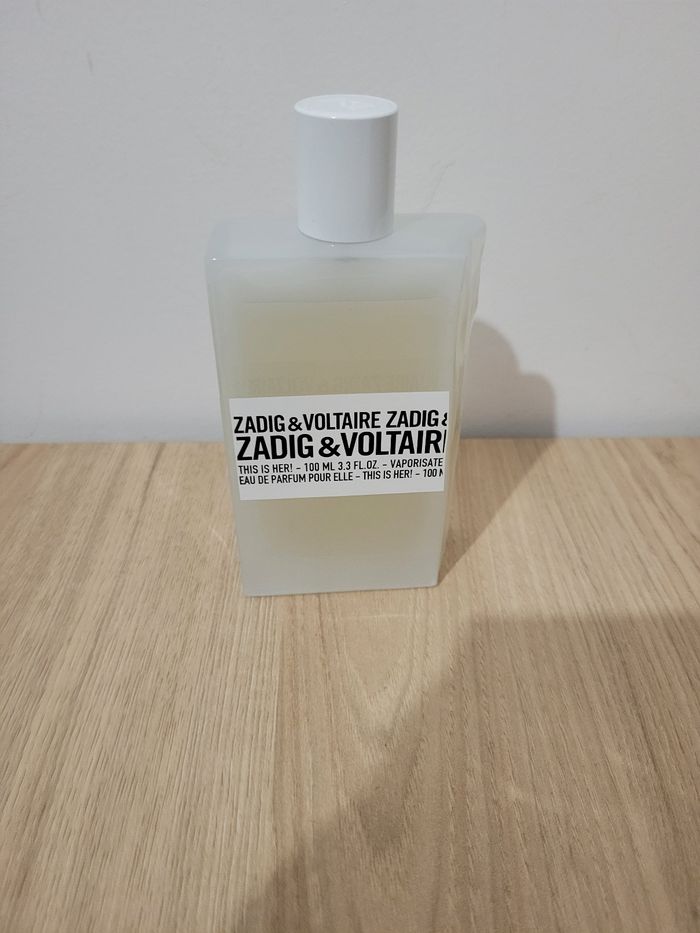 ZADIG & VOLTAIRE ZADIG &
ZADIG & VOLTAIR
THIS IS HER! – 100 ML 3.3 FL.OZ. – VAPORISATE
EAU DE PARFUM POUR ELLE – THIS IS HER! – 100 M